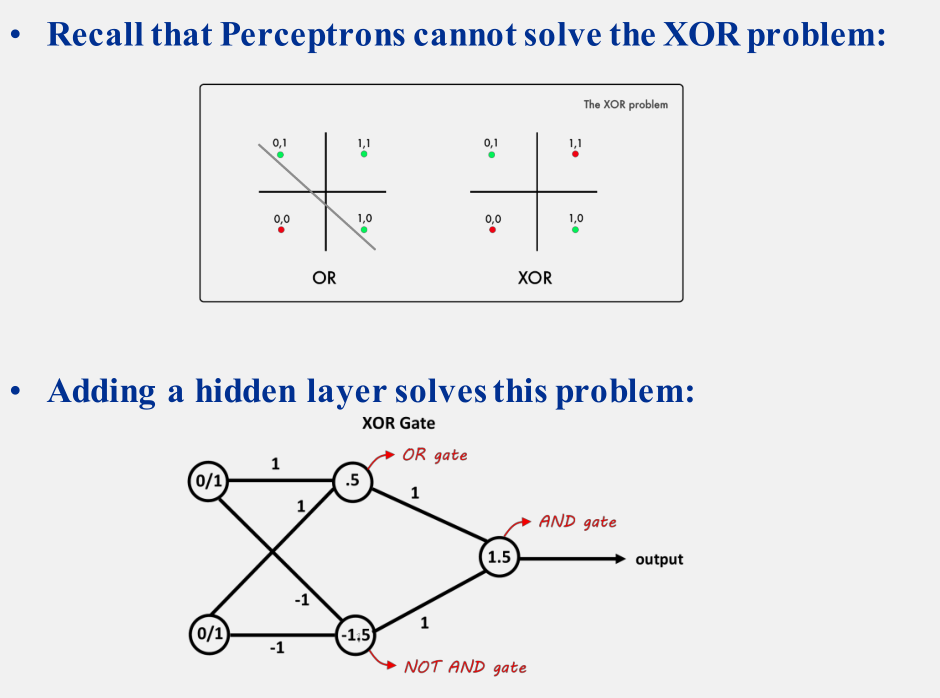 • Recall that Perceptrons cannot solve the XOR problem:
The XOR problem
0,1
1,1
0,0
1,0
OR
0,1
1,1
0,0
1,0
XOR
• Adding a hidden layer solves this problem:
XOR Gate
0/1
1
.5
OR gate
1
1
AND gate
1.5
output
-1
1
0/1
-1
-1.5
NOT AND gate